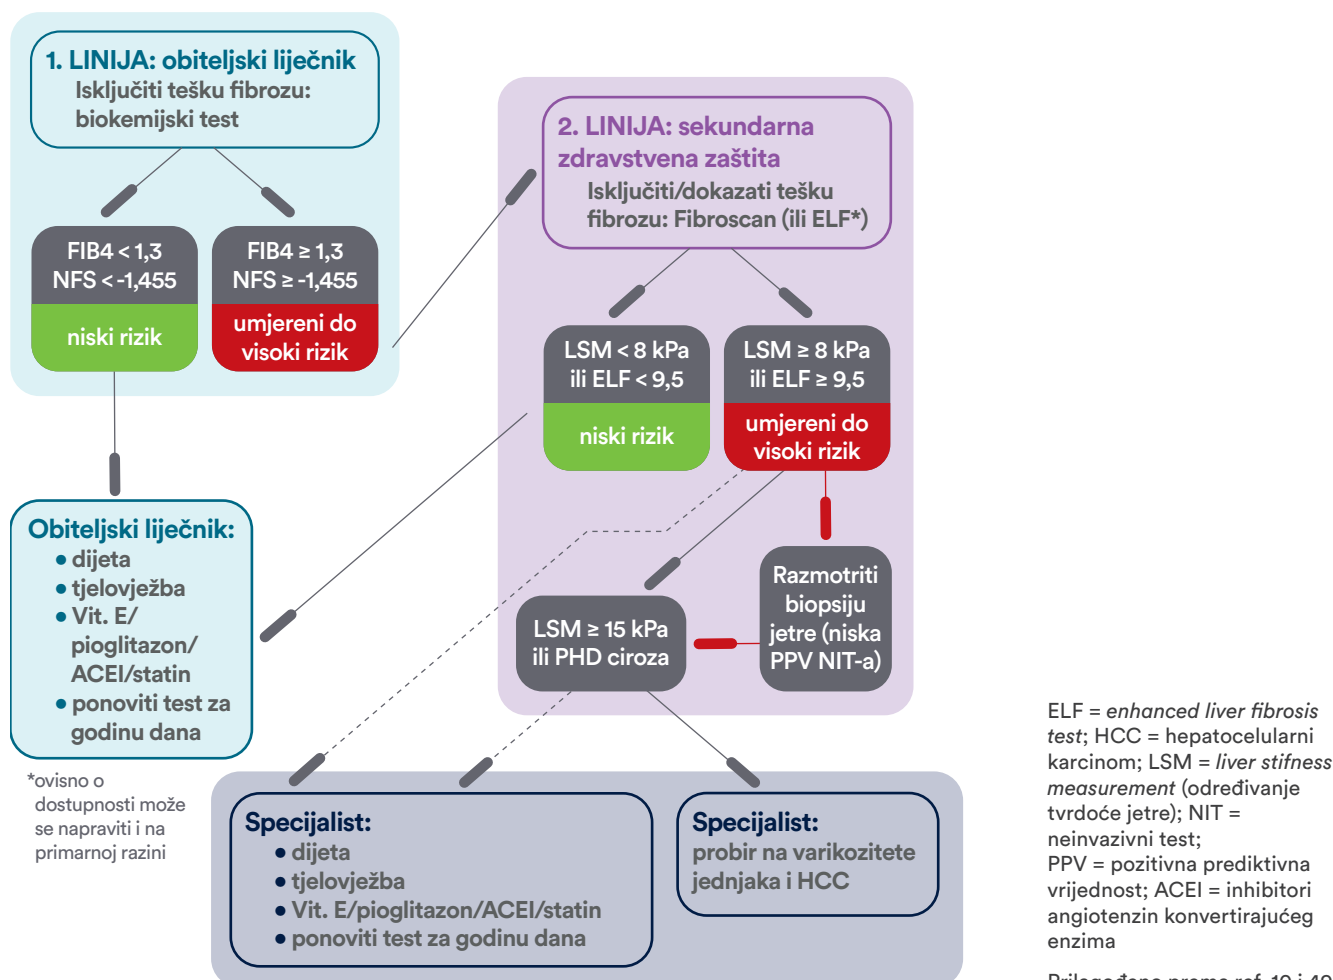 1. LINIJA: obiteljski liječnik
Isključiti tešku fibrozu:
biokemijski test
FIB4 < 1,3
NFS < -1,455
niski rizik
FIB4 ≥ 1,3
NFS ≥ -1,455
umjereni do
visoki rizik
2. LINIJA: sekundarna
zdravstvena zaštita
Isključiti/dokazati tešku
fibrozu: Fibroscan (ili ELF*)
LSM < 8 kPa
ili ELF < 9,5
niski rizik
LSM ≥ 8 kPa
ili ELF ≥ 9,5
umjereni do
visoki rizik
Obiteljski liječnik:
• dijeta
• tjelovježba
• Vit. E/
pioglitazon/
ACEI/statin
• ponoviti test za
godinu dana
*ovisno o
dostupnosti može
se napraviti i na
primarnoj razini
LSM ≥ 15 kPa
ili PHD ciroza
Razmotriti
biopsiju
jetre (niska
PPV NIT-a)
Specijalist:
• dijeta
• tjelovježba
• Vit. E/pioglitazon/ACEI/statin
• ponoviti test za godinu dana
Specijalist:
probir na varikozitete
jednjaka i HCC
ELF = enhanced liver fibrosis
test; HCC = hepatocelularni
karcinom; LSM = liver stifness
measurement (određivanje
tvrdoće jetre); NIT =
neinvazivni test;
PPV = pozitivna prediktivna
vrijednost; ACEI = inhibitori
angiotenzin konvertirajućeg
enzima
Prilagođeno prema ref. 10 i 49